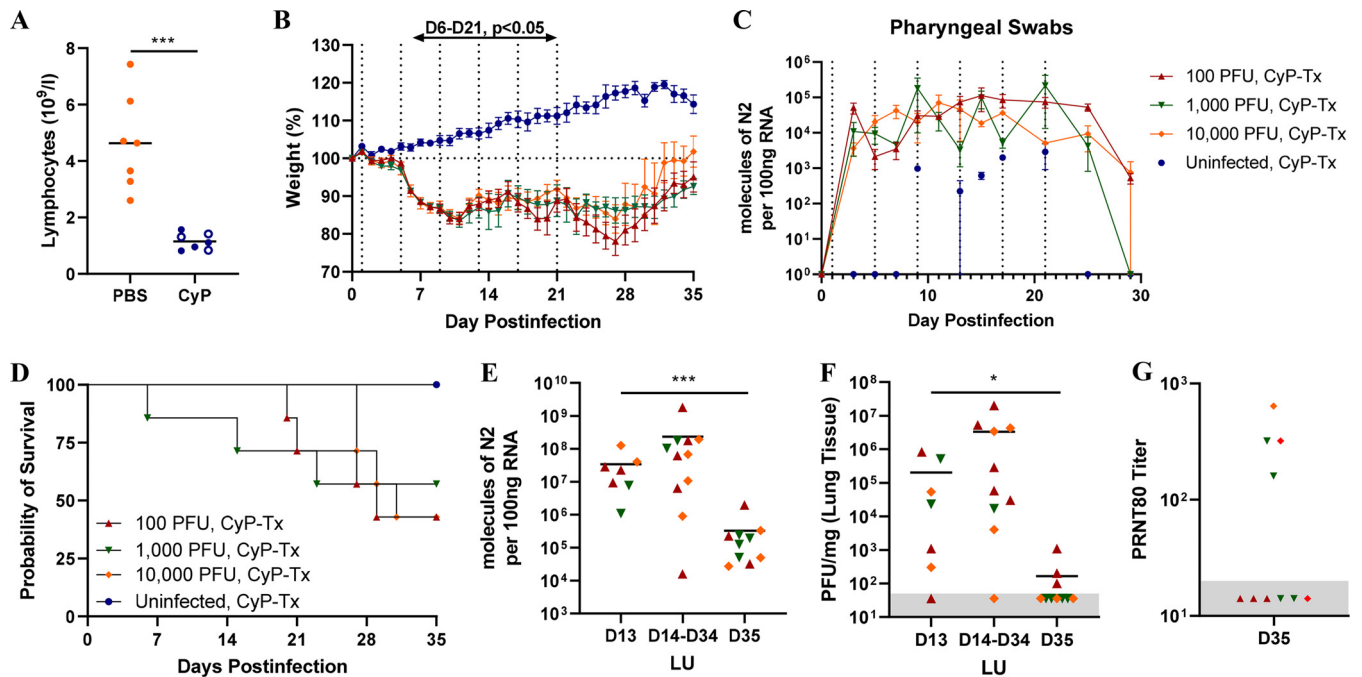 A
***
Lymphocytes (10⁹/l)
8
6
4
2
0
PBS
CyP
B
D6-D21, p<0.05
Weight (%)
130
120
110
100
90
80
70
0
7
14
21
28
35
Day Postinfection
C
Pharyngeal Swabs
molecules of N2
per 100ng RNA
10⁶
10⁵
10⁴
10³
10²
10¹
10⁰
0
10
20
30
Day Postinfection
100 PFU, CyP-Tx
1,000 PFU, CyP-Tx
10,000 PFU, CyP-Tx
Uninfected, CyP-Tx
D
Probability of Survival
100
75
50
25
0
100 PFU, CyP-Tx
1,000 PFU, CyP-Tx
10,000 PFU, CyP-Tx
Uninfected, CyP-Tx
0
7
14
21
28
35
Days Postinfection
E
***
molecules of N2
per 100ng RNA
10¹⁰
10⁹
10⁸
10⁷
10⁶
10⁵
10⁴
10³
D13
D14-D34
D35
LU
F
*
PFU/mg (Lung Tissue)
10⁸
10⁷
10⁶
10⁵
10⁴
10³
10²
10¹
D13
D14-D34
D35
LU
G
PRNT80 Titer
10³
10²
10¹
D35